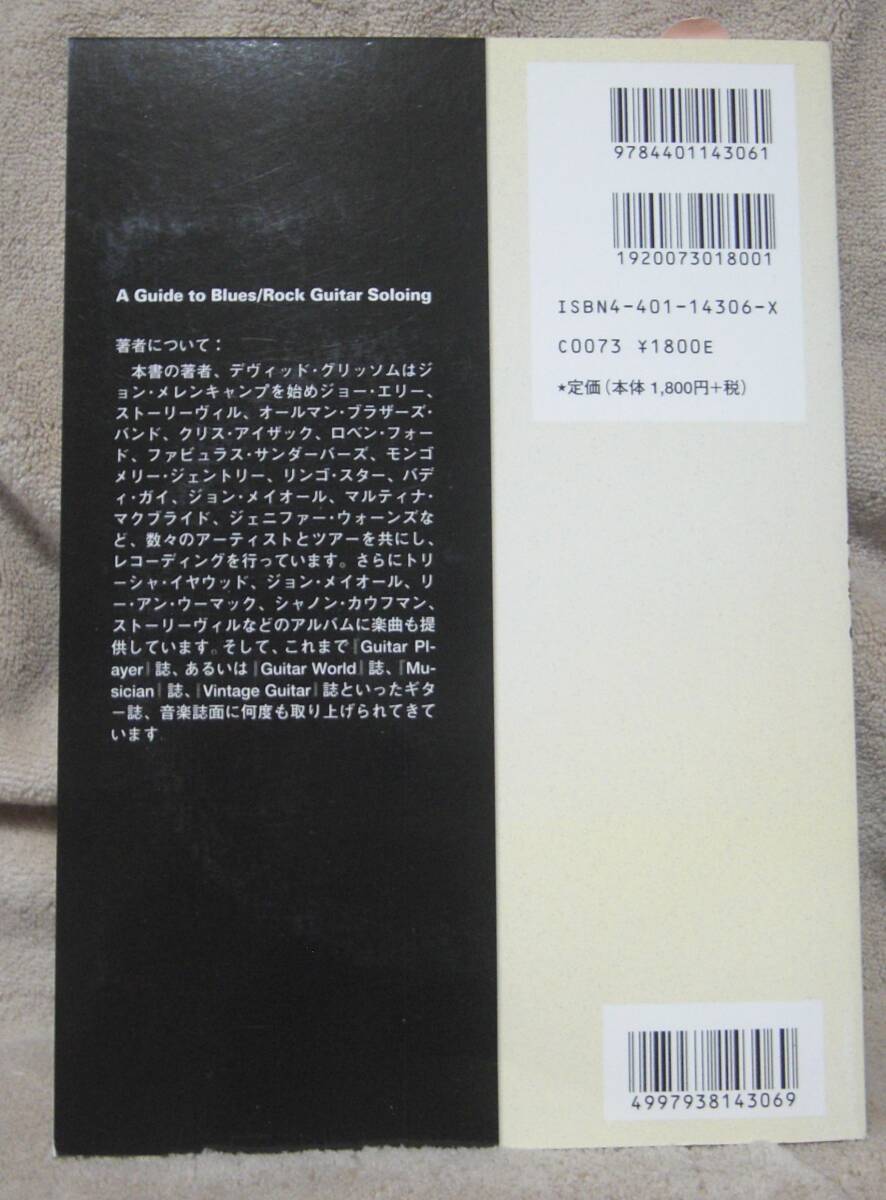 A Guide to Blues/Rock Guitar Soloing
著者について：
本書の著者、デヴィッド・グリッソムはジ
ョン・メレンキャンプを始めジョー・エリー、
ストーリーヴィル、オールマン・ブラザーズ・
バンド、クリス・アイザック、ロベン・フォー
ド、ファビュラス・サンダーバーズ、モンゴ
メリー・ジェントリー、リンゴ・スター、バデ
ィ・ガイ、ジョン・メイオール、マルティナ・
マクブライド、ジェニファー・ウォーンズな
ど、数々のアーティストとツアーを共にし、
レコーディングを行っています。さらにトリ
ーシャ・イヤウッド、ジョン・メイオール、リ
ー・アン・ウーマック、シャノン・カウフマン、
ストーリーヴィルなどのアルバムに楽曲も提
供しています。そして、これまで『Guitar Pl-
ayer』誌、あるいは『Guitar World』誌、『Mu-
sician』誌、『Vintage Guitar』誌といったギタ
ー誌、音楽誌面に何度も取り上げられてきて
います。
9784401143061
1920073018001
ISBN4-401-14306-X
C0073 ¥1800E
★定価（本体 1,800円+税）
4997938143069